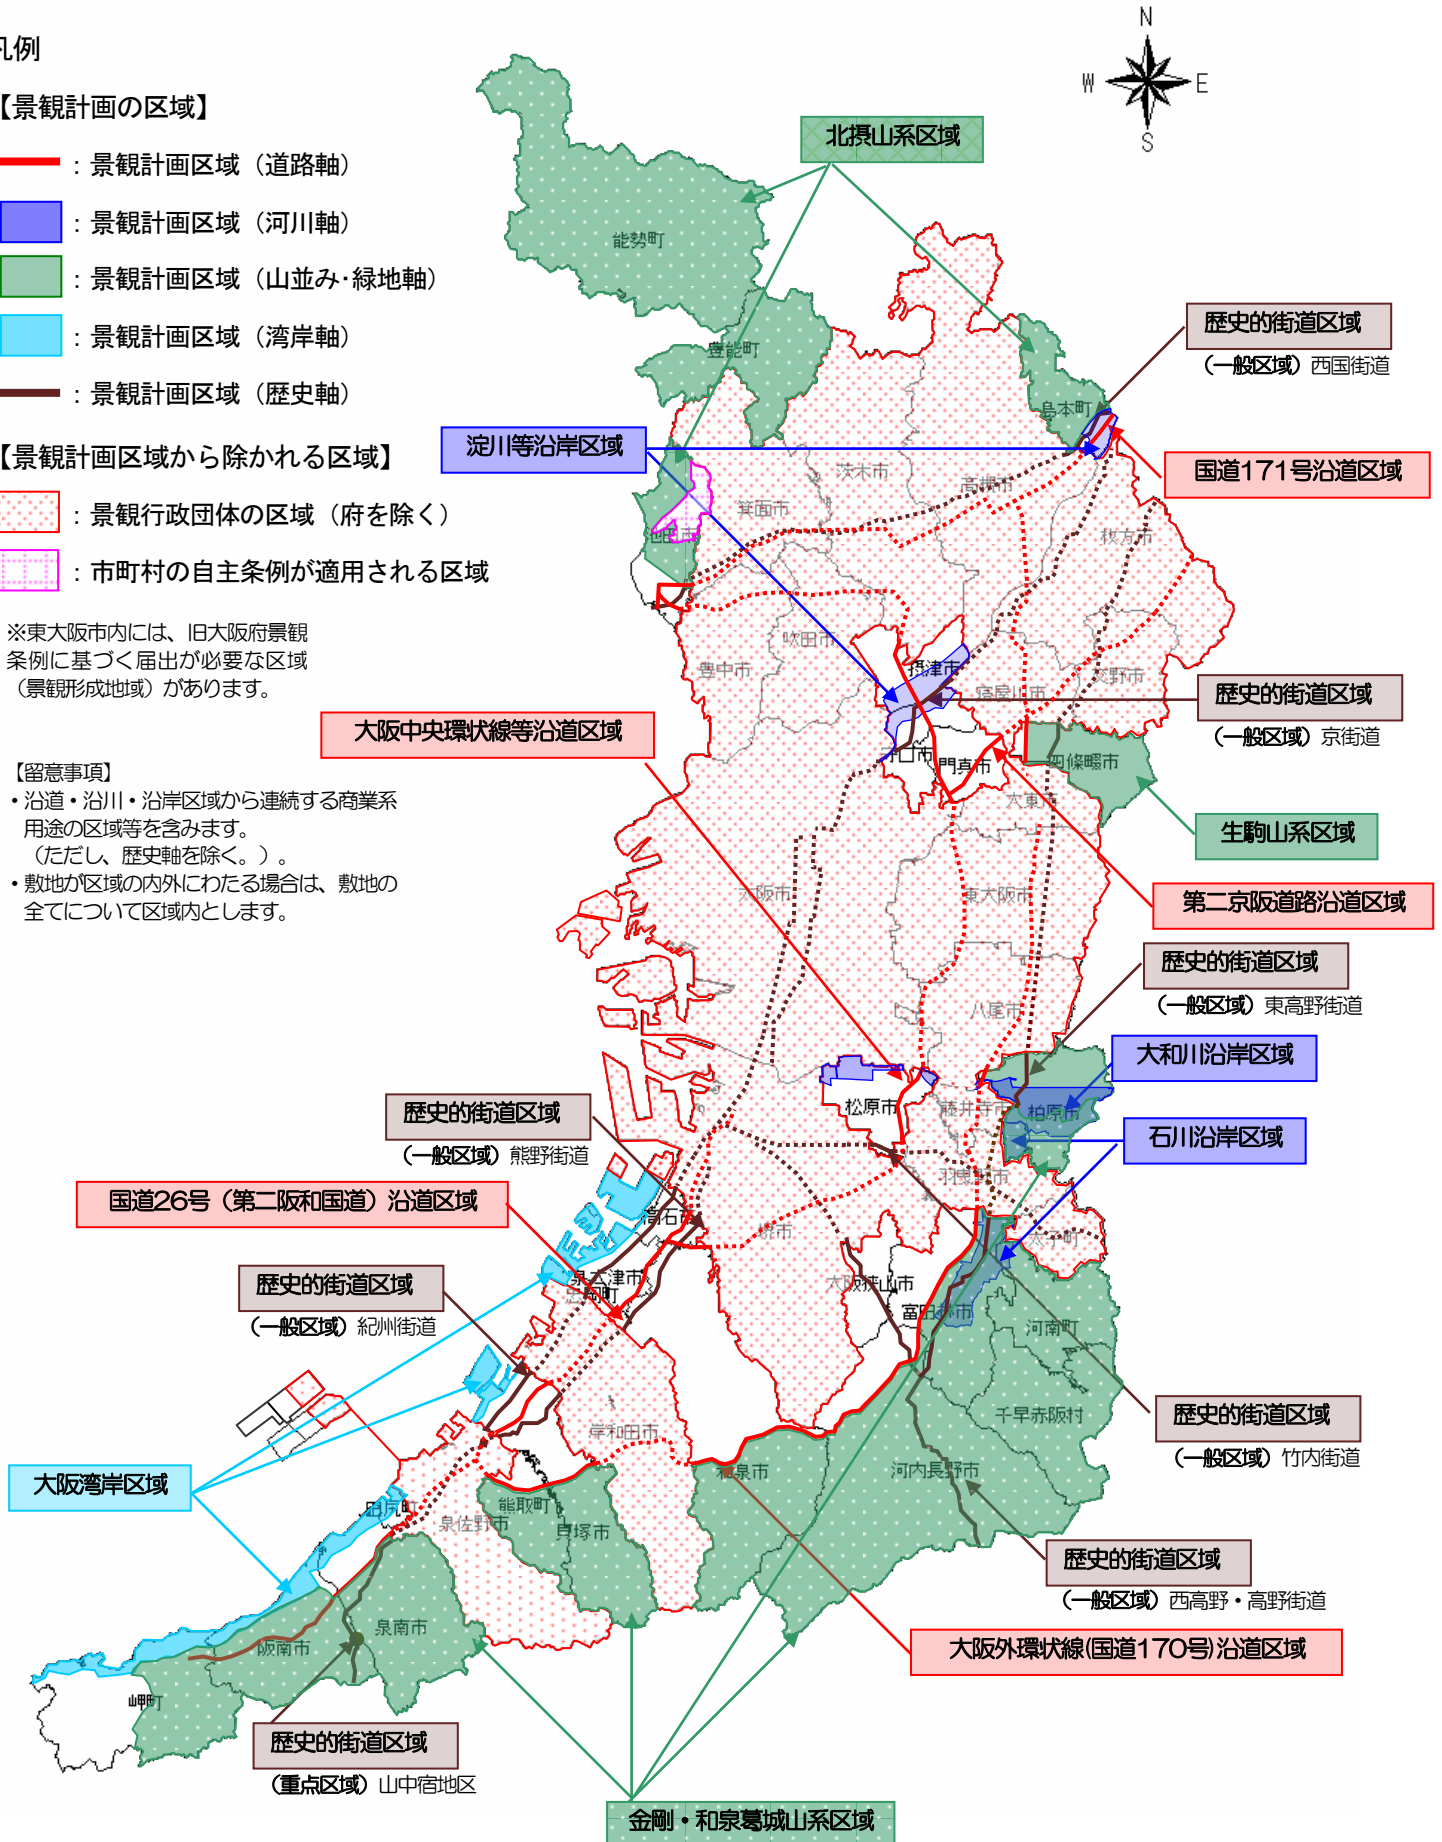 凡例
【景観計画の区域】
：景観計画区域（道路軸）
：景観計画区域（河川軸）
：景観計画区域（山並み･緑地軸）
：景観計画区域（湾岸軸）
：景観計画区域（歴史軸）
【景観計画区域から除かれる区域】
：景観行政団体の区域（府を除く）
：市町村の自主条例が適用される区域
※東大阪市内には、旧大阪府景観
条例に基づく届出が必要な区域
（景観形成地域）があります。
【留意事項】
・沿道・沿川・沿岸区域から連続する商業系
用途の区域等を含みます。
（ただし、歴史軸を除く。）。
・敷地が区域の内外にわたる場合は、敷地の
全てについて区域内とします。
N
W
E
S
北摂山系区域
能勢町
豊能町
歴史的街道区域
（一般区域）西国街道
島本町
淀川等沿岸区域
国道171号沿道区域
茨木市
高槻市
箕面市
池田市
枚方市
吹田市
豊中市
摂津市
寝屋川市
交野市
歴史的街道区域
（一般区域）京街道
大阪中央環状線等沿道区域
守口市
門真市
四條畷市
大東市
生駒山系区域
大阪市
東大阪市
第二京阪道路沿道区域
歴史的街道区域
（一般区域）東高野街道
八尾市
大和川沿岸区域
松原市
藤井寺市
柏原市
歴史的街道区域
（一般区域）熊野街道
石川沿岸区域
羽曳野市
国道26号（第二阪和国道）沿道区域
高石市
堺市
太子町
歴史的街道区域
（一般区域）紀州街道
泉大津市
忠岡町
大阪狭山市
富田林市
河南町
千早赤阪村
歴史的街道区域
（一般区域）竹内街道
岸和田市
和泉市
河内長野市
大阪湾岸区域
田尻町
泉佐野市
熊取町
貝塚市
歴史的街道区域
（一般区域）西高野・高野街道
大阪外環状線(国道170号)沿道区域
泉南市
阪南市
岬町
歴史的街道区域
（重点区域）山中宿地区
金剛・和泉葛城山系区域